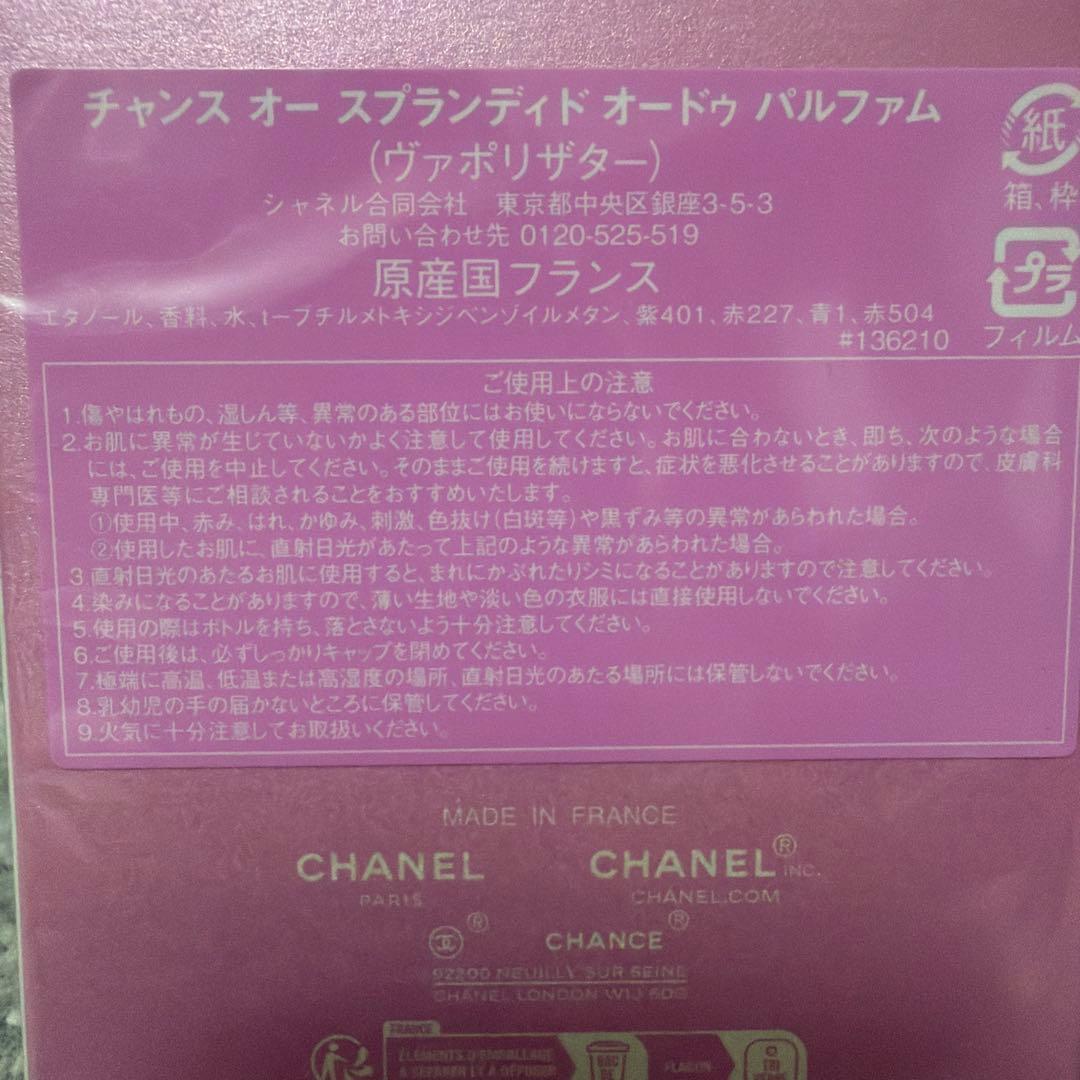 チャンス オー スプランディド オードゥ パルファム
(ヴァポリザター)
シャネル合同会社 東京都中央区銀座3-5-3
お問い合わせ先 0120-525-519
原産国フランス
エタノール、香料、水、t-ブチルメトキシジベンゾイルメタン、紫401、赤227、青1、赤504
#136210
紙
箱、枠
プラ
フィルム
ご使用上の注意
1.傷やはれもの、湿しん等、異常のある部位にはお使いにならないでください。
2.お肌に異常が生じていないかよく注意して使用してください。お肌に合わないとき、即ち、次のような場合
には、ご使用を中止してください。そのままご使用を続けますと、症状を悪化させることがありますので、皮膚科
専門医等にご相談されることをおすすめいたします。
①使用中、赤み、はれ、かゆみ、刺激、色抜け(白斑等)や黒ずみ等の異常があらわれた場合。
②使用したお肌に、直射日光があたって上記のような異常があらわれた場合。
3.直射日光のあたるお肌に使用すると、まれにかぶれたりシミになることがありますので注意してください。
4.染みになることがありますので、薄い生地や淡い色の衣服には直接使用しないでください。
5.使用の際はボトルを持ち、落とさないよう十分注意してください。
6.ご使用後は、必ずしっかりキャップを閉めてください。
7.極端に高温、低温または高湿度の場所、直射日光のあたる場所には保管しないでください。
8.乳幼児の手の届かないところに保管してください。
9.火気に十分注意してお取扱いください。
MADE IN FRANCE
CHANEL
PARIS
CHANEL® INC.
CHANEL.COM
®
CHANCE®
92200 NEUILLY SUR SEINE
CHANEL LONDON W1J 6DG
FRANCE
ÉLÉMENTS D'EMBALLAGE
À SÉPARER ET À DÉPOSER
BAC
FLACON
TRI